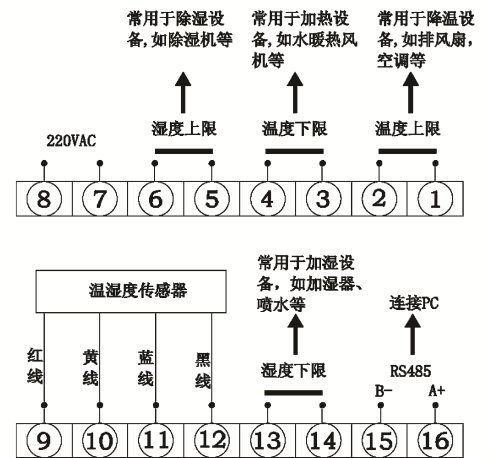 常用于除湿设
备,如除湿机等
常用于加热设
备,如水暖热风
机等
常用于降温设
备,如排风扇,
空调等
220VAC
湿度上限
温度下限
温度上限
8 7 6 5 4 3 2 1
温湿度传感器
常用于加湿设
备，如加湿器、
喷水等
连接PC
红线
黄线
蓝线
黑线
湿度下限
RS485
B- A+
9 10 11 12 13 14 15 16